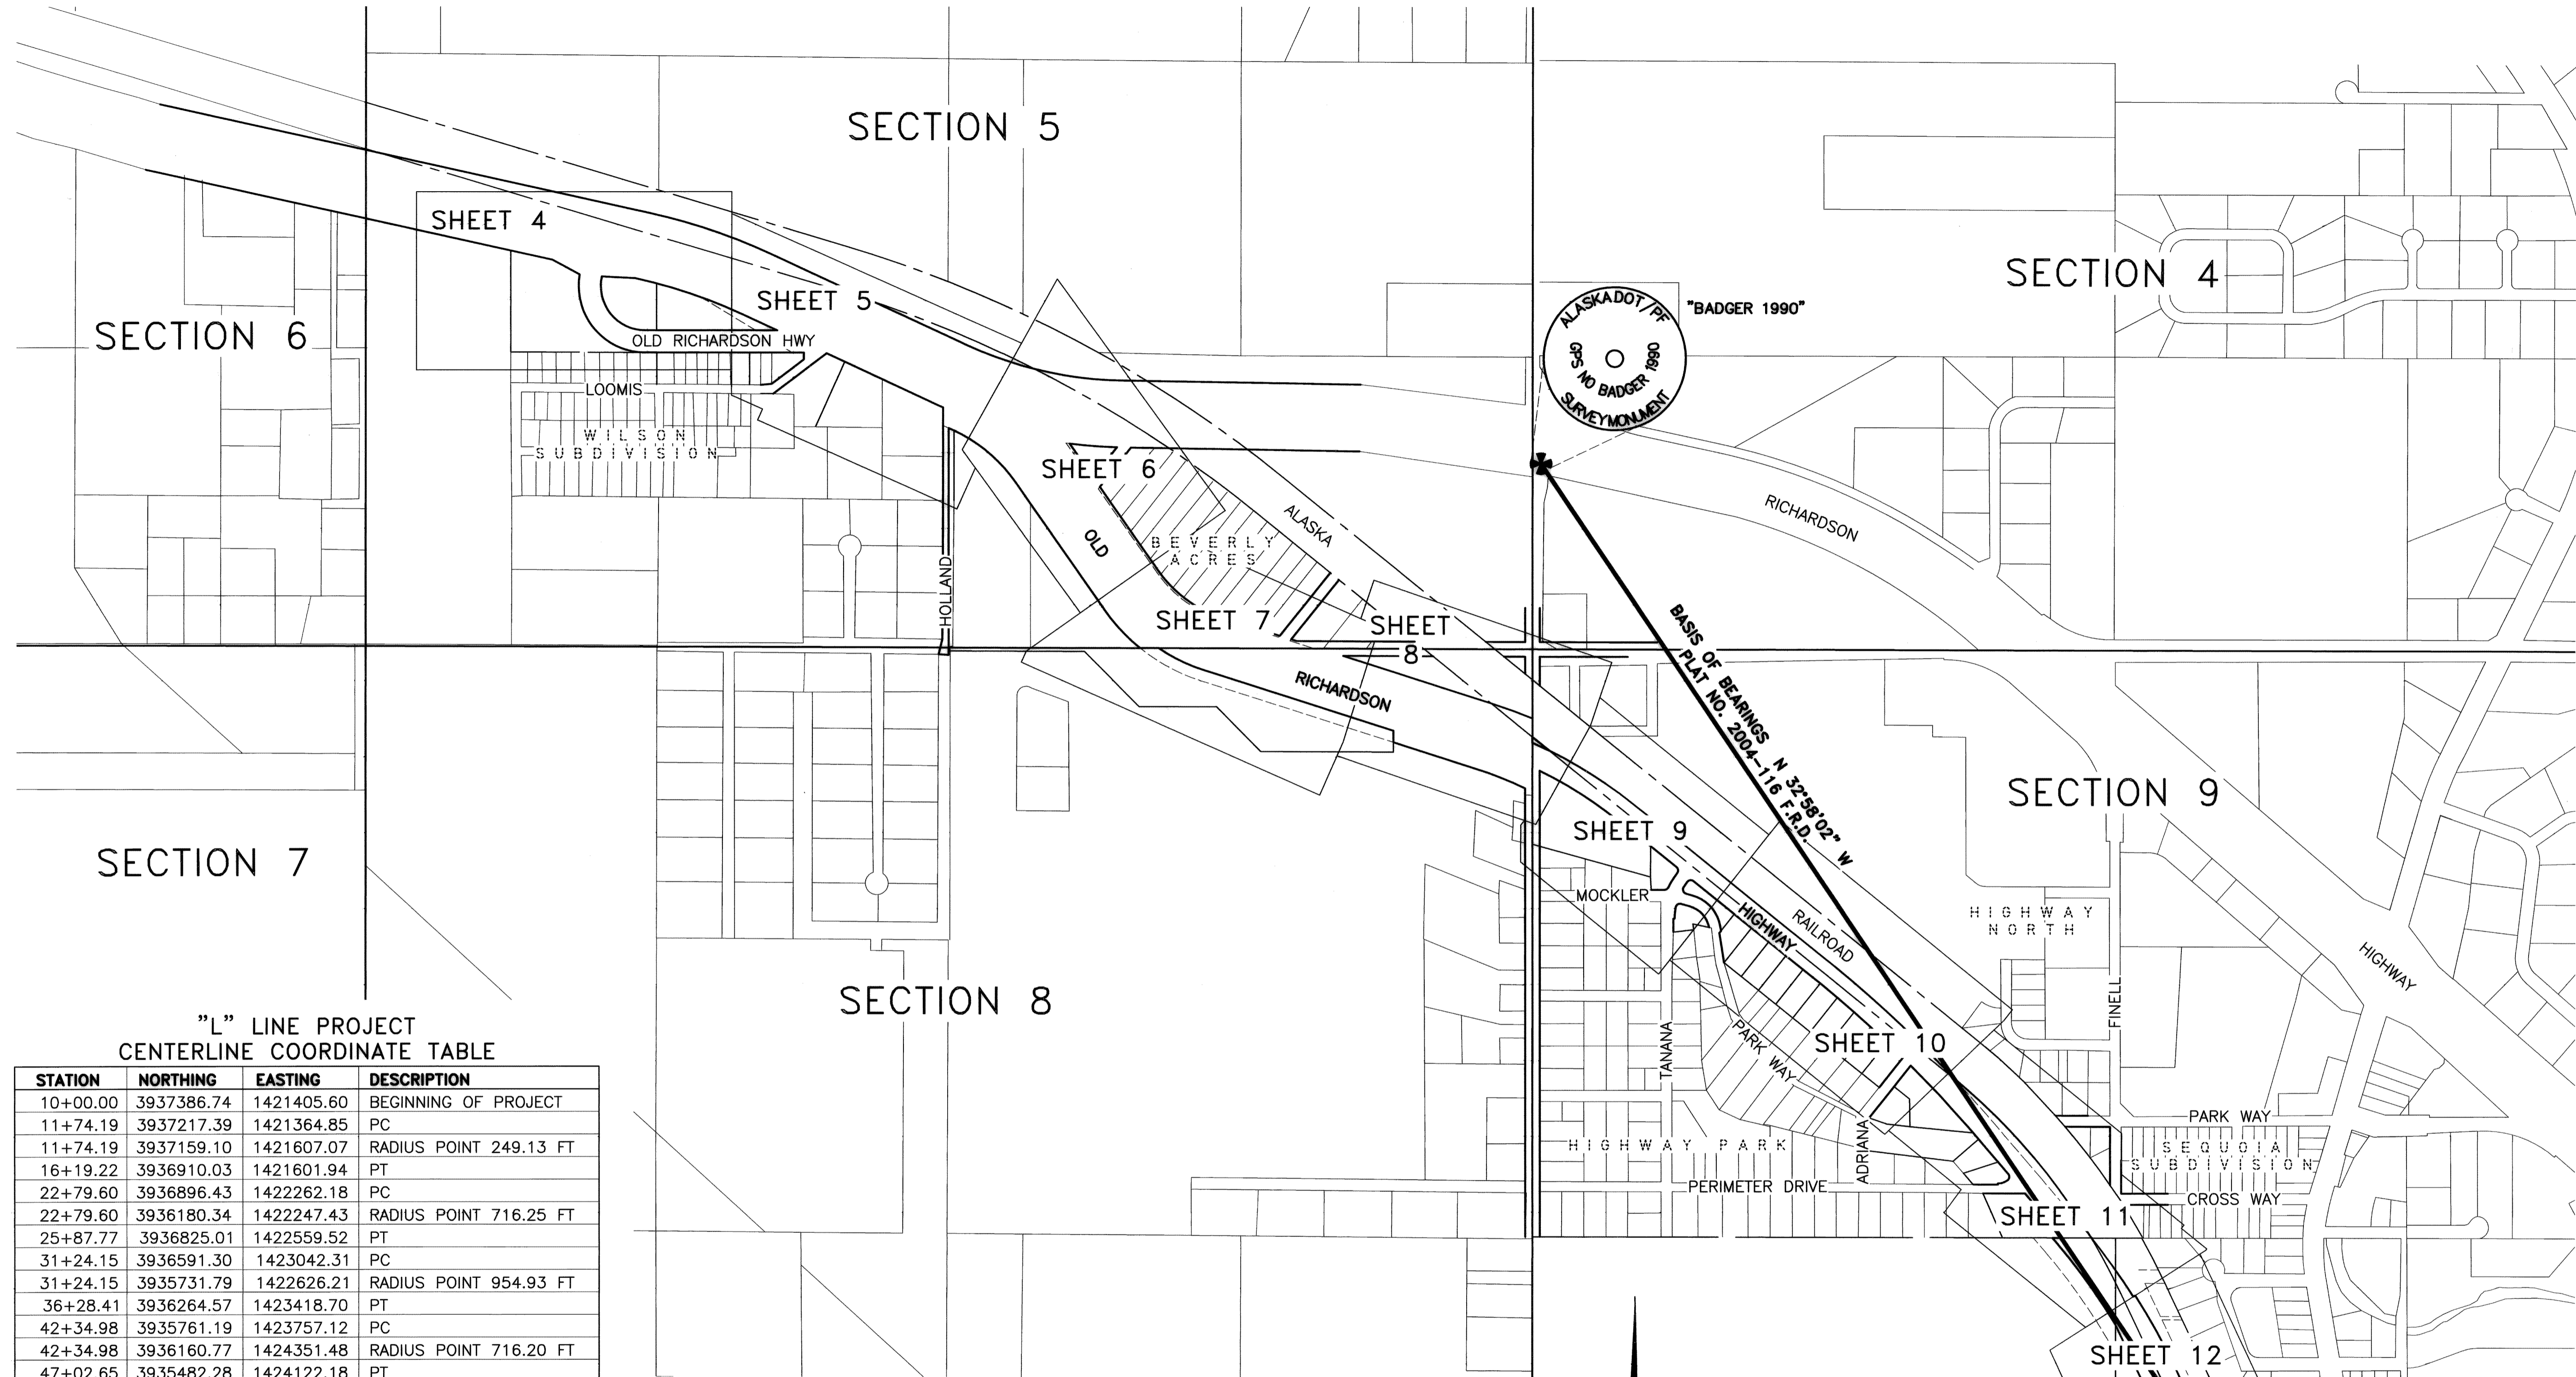 SECTION 5
SHEET 4
SECTION 4
SECTION 6
SHEET 5
OLD RICHARDSON HWY
LOOMIS
WILSON
SUBDIVISION
ALASKA DOT/PF
GPS NO BADGER 1990
SURVEY MONUMENT
"BADGER 1990"
SHEET 6
ALASKA
RICHARDSON
OLD
BEVERLY
ACRES
HOLLAND
SHEET 7
SHEET
8
RICHARDSON
BASIS OF BEARINGS N 32°58'02" W
PLAT NO. 2004-116 F.R.D.
SECTION 9
SECTION 7
SHEET 9
MOCKLER
HIGHWAY
RAILROAD
HIGHWAY
NORTH
HIGHWAY
FINELL
SECTION 8
TANANA
PARK WAY
SHEET 10
PARK WAY
SEQUOIA
SUBDIVISION
HIGHWAY PARK
ADRIANA
PERIMETER DRIVE
CROSS WAY
SHEET 11
SHEET 12
"L" LINE PROJECT
CENTERLINE COORDINATE TABLE
STATION NORTHING EASTING DESCRIPTION
10+00.00 3937386.74 1421405.60 BEGINNING OF PROJECT
11+74.19 3937217.39 1421364.85 PC
11+74.19 3937159.10 1421607.07 RADIUS POINT 249.13 FT
16+19.22 3936910.03 1421601.94 PT
22+79.60 3936896.43 1422262.18 PC
22+79.60 3936180.34 1422247.43 RADIUS POINT 716.25 FT
25+87.77 3936825.01 1422559.52 PT
31+24.15 3936591.30 1423042.31 PC
31+24.15 3935731.79 1422626.21 RADIUS POINT 954.93 FT
36+28.41 3936264.57 1423418.70 PT
42+34.98 3935761.19 1423757.12 PC
42+34.98 3936160.77 1424351.48 RADIUS POINT 716.20 FT
47+02.65 3935482.28 1424122.18 PT